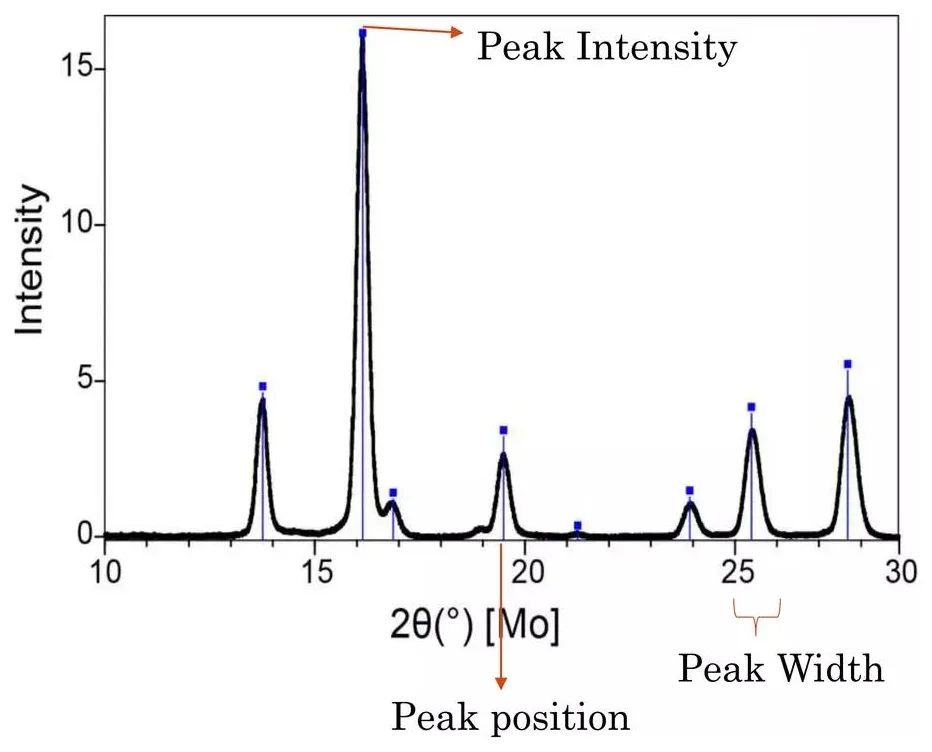 Peak Intensity
15
10
5
0
Intensity
10 15 20 25 30
2θ(°) [Mo]
Peak Width
Peak position